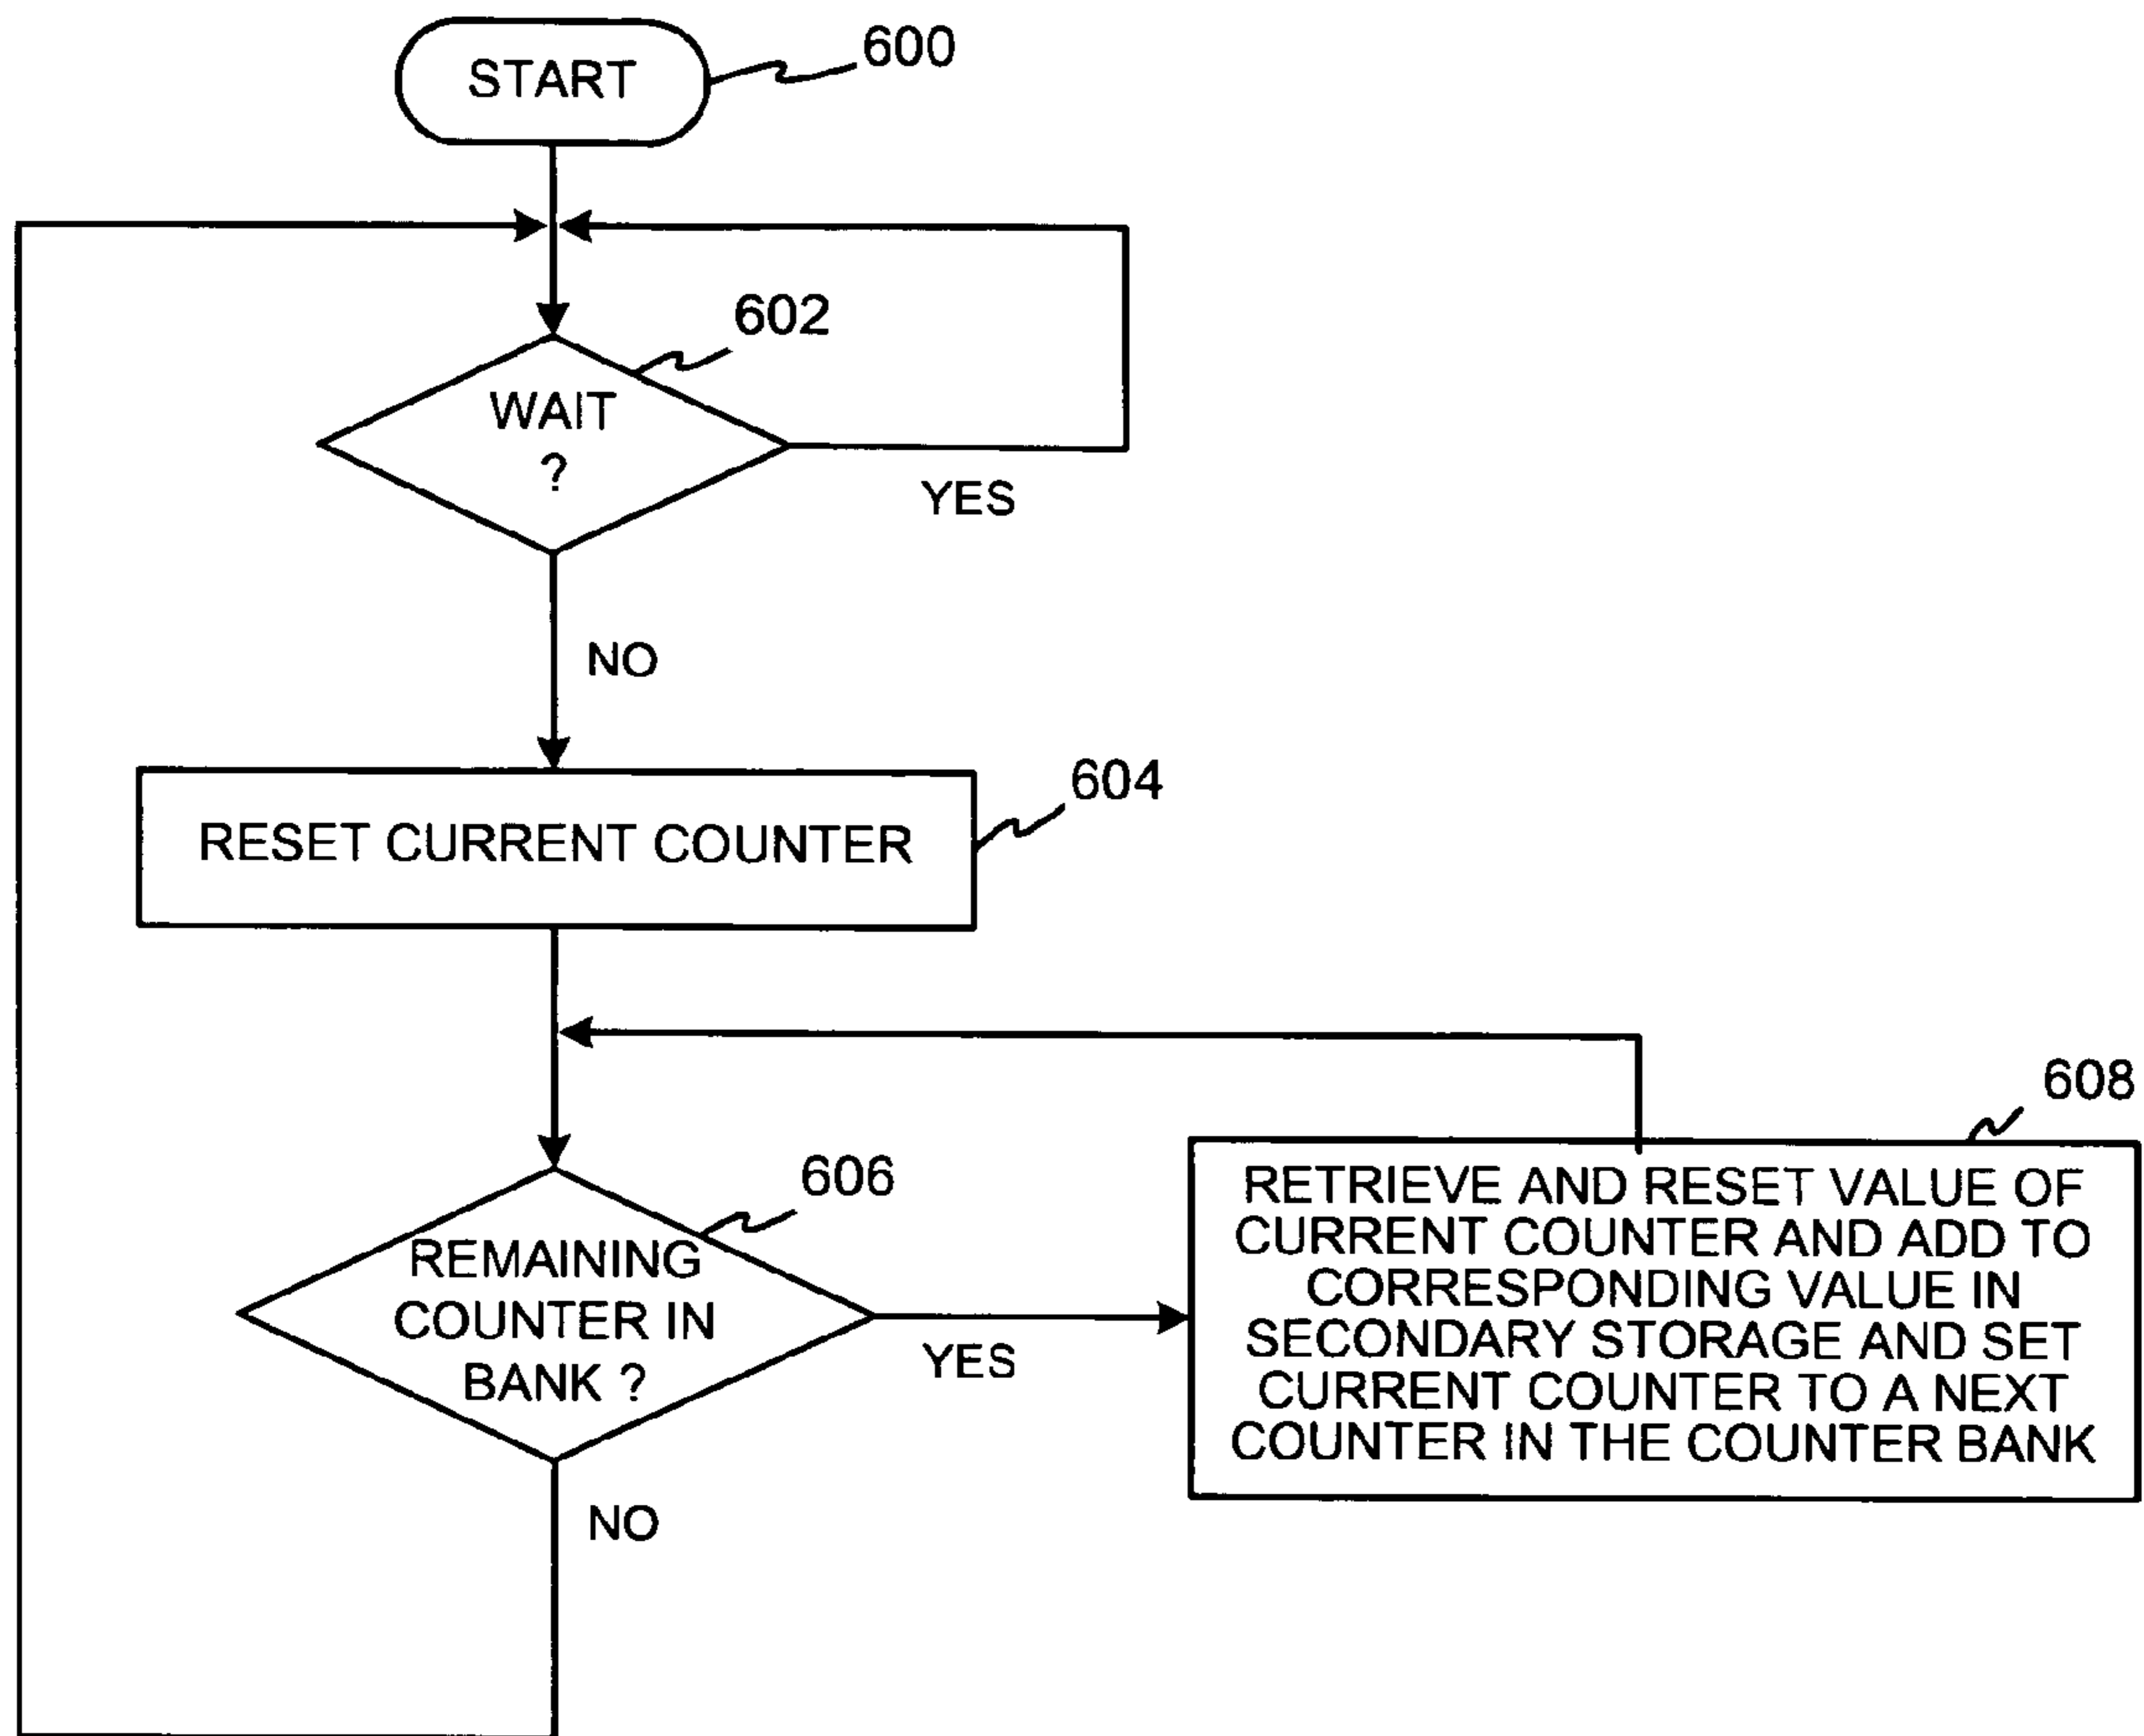 START
600
602
WAIT
?
YES
NO
604
RESET CURRENT COUNTER
606
REMAINING
COUNTER IN
BANK ?
YES
608
RETRIEVE AND RESET VALUE OF
CURRENT COUNTER AND ADD TO
CORRESPONDING VALUE IN
SECONDARY STORAGE AND SET
CURRENT COUNTER TO A NEXT
COUNTER IN THE COUNTER BANK
NO